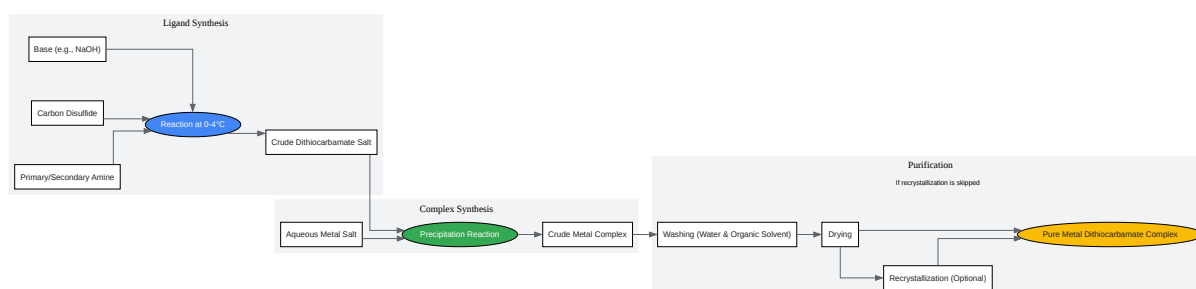 Ligand Synthesis
Base (e.g., NaOH)
Carbon Disulfide
Reaction at 0-4°C
Crude Dithiocarbamate Salt
Primary/Secondary Amine
Complex Synthesis
Aqueous Metal Salt
Precipitation Reaction
Crude Metal Complex
Purification
If recrystallization is skipped
Washing (Water & Organic Solvent)
Drying
Pure Metal Dithiocarbamate Complex
Recrystallization (Optional)